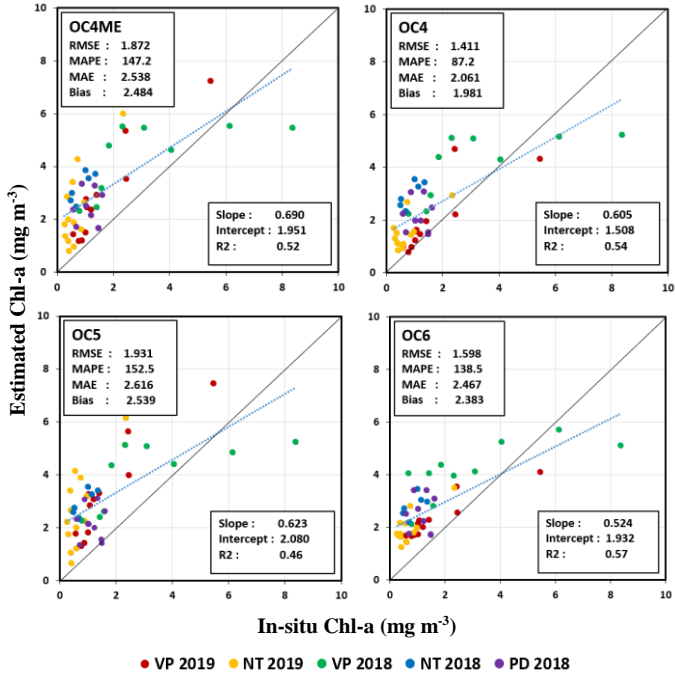 OC4ME
RMSE : 1.872
MAPE : 147.2
MAE : 2.538
Bias : 2.484
Slope : 0.690
Intercept : 1.951
R2 : 0.52
10
8
6
4
2
0
0 2 4 6 8 10
OC4
RMSE : 1.411
MAPE : 87.2
MAE : 2.061
Bias : 1.981
Slope : 0.605
Intercept : 1.508
R2 : 0.54
10
8
6
4
2
0
0 2 4 6 8 10
Estimated Chl-a (mg m-3)
OC5
RMSE : 1.931
MAPE : 152.5
MAE : 2.616
Bias : 2.539
Slope : 0.623
Intercept : 2.080
R2 : 0.46
10
8
6
4
2
0
0 2 4 6 8 10
OC6
RMSE : 1.598
MAPE : 138.5
MAE : 2.467
Bias : 2.383
Slope : 0.524
Intercept : 1.932
R2 : 0.57
10
8
6
4
2
0
0 2 4 6 8 10
In-situ Chl-a (mg m-3)
VP 2019 NT 2019 VP 2018 NT 2018 PD 2018